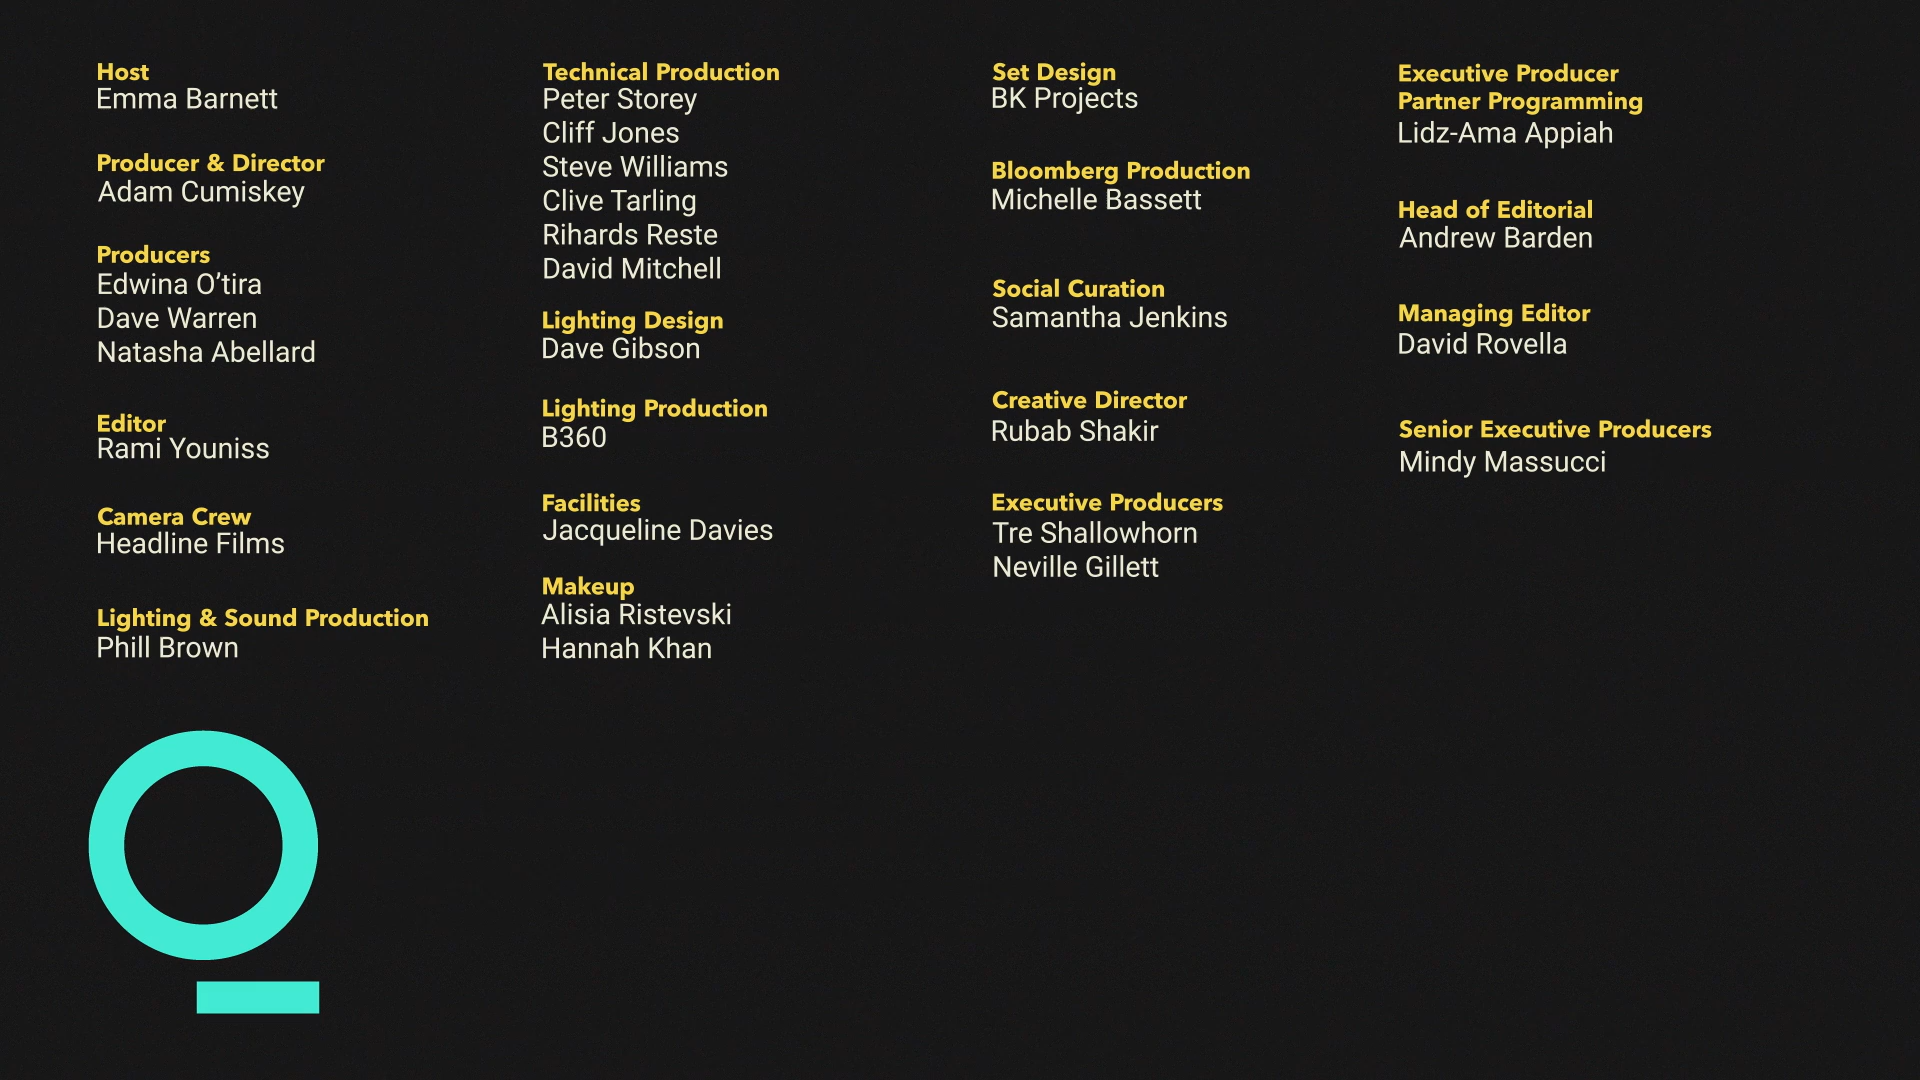 Host
Emma Barnett
Producer & Director
Adam Cumiskey
Producers
Edwina O’tira
Dave Warren
Natasha Abellard
Editor
Rami Youniss
Camera Crew
Headline Films
Lighting & Sound Production
Phill Brown
Technical Production
Peter Storey
Cliff Jones
Steve Williams
Clive Tarling
Rihards Reste
David Mitchell
Lighting Design
Dave Gibson
Lighting Production
B360
Facilities
Jacqueline Davies
Makeup
Alisia Ristevski
Hannah Khan
Set Design
BK Projects
Bloomberg Production
Michelle Bassett
Social Curation
Samantha Jenkins
Creative Director
Rubab Shakir
Executive Producers
Tre Shallowhorn
Neville Gillett
Executive Producer
Partner Programming
Lidz-Ama Appiah
Head of Editorial
Andrew Barden
Managing Editor
David Rovella
Senior Executive Producers
Mindy Massucci